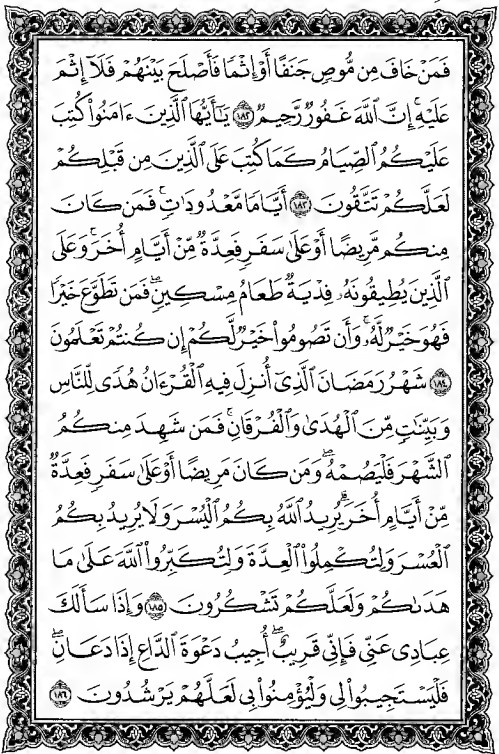 فَمَنْ خَافَ مِن مُّوصٍ جَنَفًا أَوْ إِثْمًا فَأَصْلَحَ بَيْنَهُمْ فَلَآ إِثْمَ
عَلَيْهِ ۚ إِنَّ ٱللَّهَ غَفُورٌ رَّحِيمٌ ﴿١٨٢﴾ يَـٰٓأَيُّهَا ٱلَّذِينَ ءَامَنُوا۟ كُتِبَ
عَلَيْكُمُ ٱلصِّيَامُ كَمَا كُتِبَ عَلَى ٱلَّذِينَ مِن قَبْلِكُمْ
لَعَلَّكُمْ تَتَّقُونَ ﴿١٨٣﴾ أَيَّامًا مَّعْدُودَٰتٍ ۚ فَمَن كَانَ
مِنكُم مَّرِيضًا أَوْ عَلَىٰ سَفَرٍ فَعِدَّةٌ مِّنْ أَيَّامٍ أُخَرَ ۚ وَعَلَى
ٱلَّذِينَ يُطِيقُونَهُۥ فِدْيَةٌ طَعَامُ مِسْكِينٍ ۖ فَمَن تَطَوَّعَ خَيْرًا
فَهُوَ خَيْرٌ لَّهُۥ ۚ وَأَن تَصُومُوا۟ خَيْرٌ لَّكُمْ ۖ إِن كُنتُمْ تَعْلَمُونَ
﴿١٨٤﴾ شَهْرُ رَمَضَانَ ٱلَّذِىٓ أُنزِلَ فِيهِ ٱلْقُرْءَانُ هُدًى لِّلنَّاسِ
وَبَيِّنَـٰتٍ مِّنَ ٱلْهُدَىٰ وَٱلْفُرْقَانِ ۚ فَمَن شَهِدَ مِنكُمُ
ٱلشَّهْرَ فَلْيَصُمْهُ ۖ وَمَن كَانَ مَرِيضًا أَوْ عَلَىٰ سَفَرٍ فَعِدَّةٌ
مِّنْ أَيَّامٍ أُخَرَ ۗ يُرِيدُ ٱللَّهُ بِكُمُ ٱلْيُسْرَ وَلَا يُرِيدُ بِكُمُ
ٱلْعُسْرَ وَلِتُكْمِلُوا۟ ٱلْعِدَّةَ وَلِتُكَبِّرُوا۟ ٱللَّهَ عَلَىٰ مَا
هَدَىٰكُمْ وَلَعَلَّكُمْ تَشْكُرُونَ ﴿١٨٥﴾ وَإِذَا سَأَلَكَ
عِبَادِى عَنِّى فَإِنِّى قَرِيبٌ ۖ أُجِيبُ دَعْوَةَ ٱلدَّاعِ إِذَا دَعَانِ ۖ
فَلْيَسْتَجِيبُوا۟ لِى وَلْيُؤْمِنُوا۟ بِى لَعَلَّهُمْ يَرْشُدُونَ ﴿١٨٦﴾